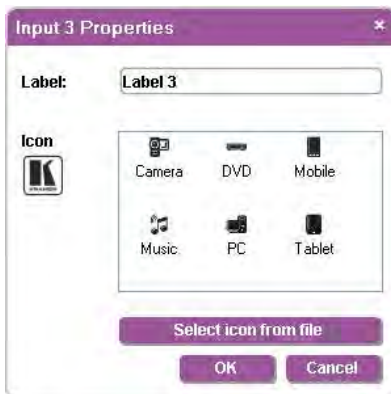 Input 3 Properties ×
Label: Label 3
Icon
K
Camera DVD Mobile
Music PC Tablet
Select icon from file
OK Cancel